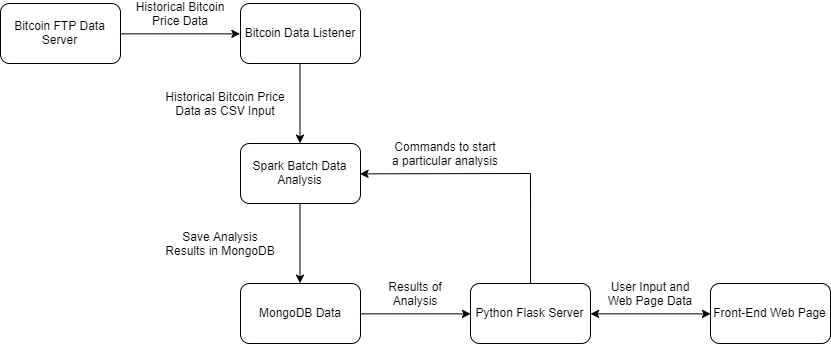 Historical Bitcoin
Price Data
Bitcoin FTP Data
Server
Bitcoin Data Listener
Historical Bitcoin Price
Data as CSV Input
Commands to start
a particular analysis
Spark Batch Data
Analysis
Save Analysis
Results in MongoDB
Results of
Analysis
User Input and
Web Page Data
MongoDB Data
Python Flask Server
Front-End Web Page